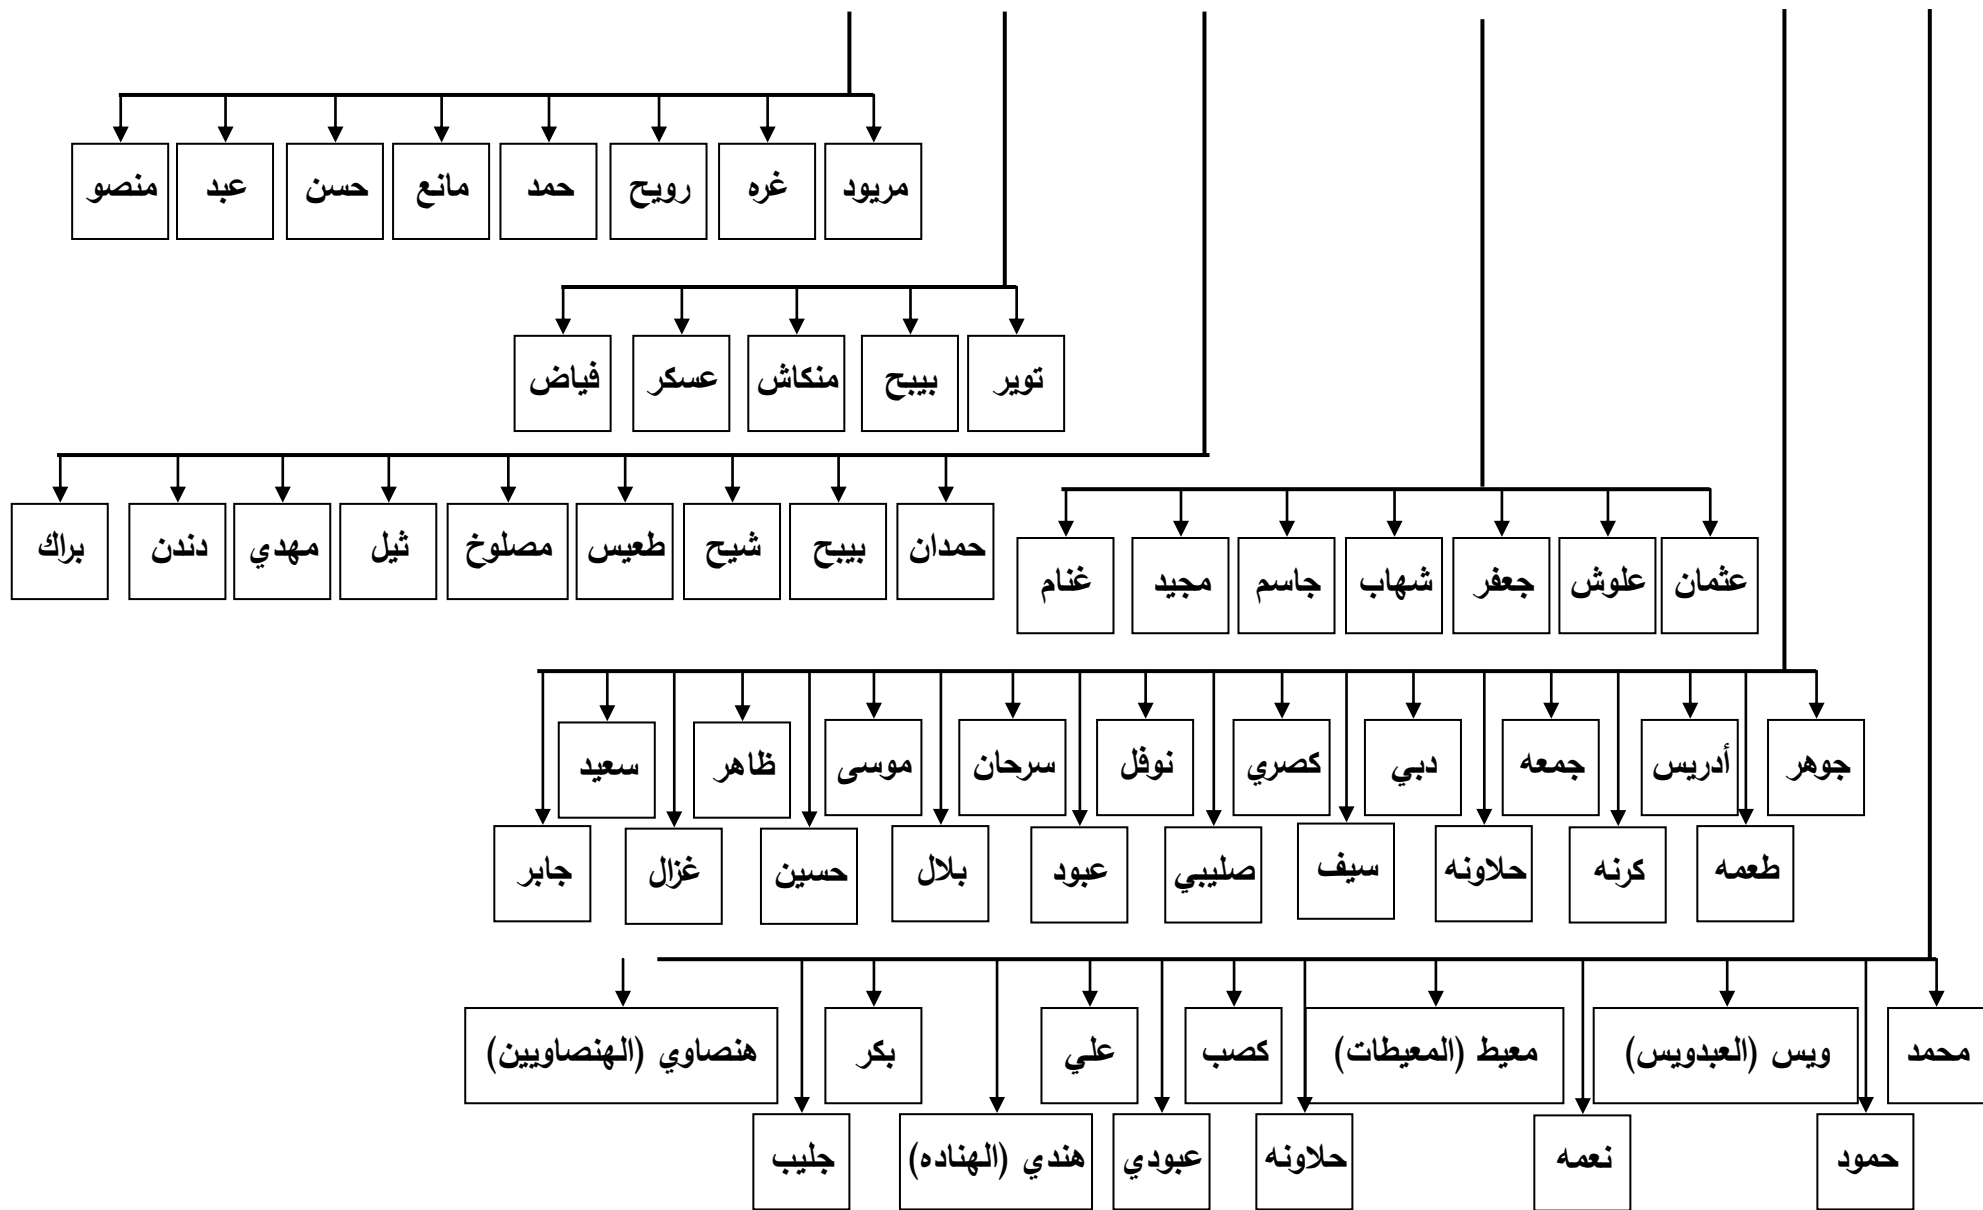 مريود غره رويح حمد مانع حسن عبد منصو
توير بييح منكاش عسكر فياض
حمدان بييح شيح طعيس مصلوخ ثيل مهدي دندن براك
عثمان علوش جعفر شهاب جاسم مجيد غنام
جوهر أدريس جمعه دبي كصري نوفل سرحان موسى ظاهر سعيد
طعمه كرنه حلاونه سيف صليبي عبود بلال حسين غزال جابر
محمد ويس (العبدويس) معيط (المعيطات) كصب علي بكر هنصاوي (الهنصاويين)
حمود نعمه حلاونه عبودي هندي (الهناده) جليب